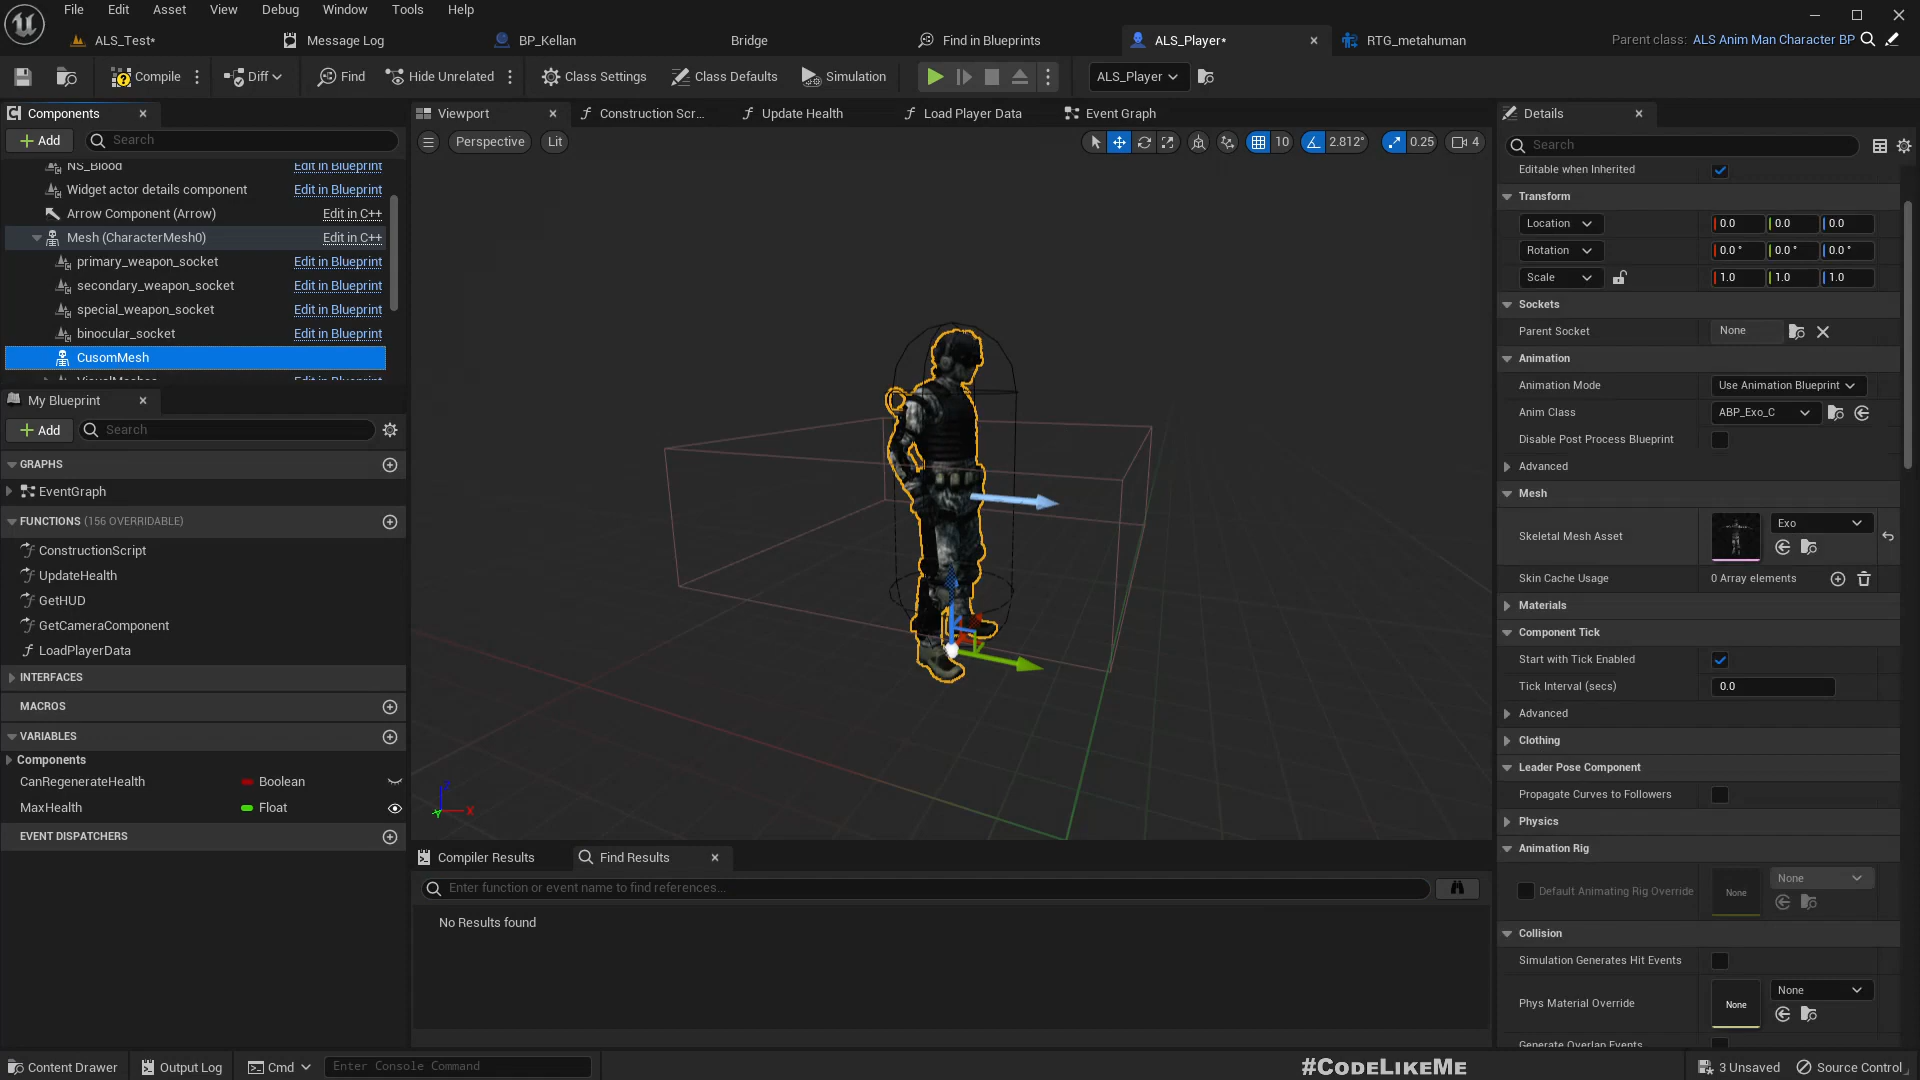 File Edit Asset View Debug Window Tools Help
ALS_Test* Message Log BP_Kellan Bridge Find in Blueprints ALS_Player* RTG_metahuman Parent class: ALS Anim Man Character BP
Compile Diff Find Hide Unrelated Class Settings Class Defaults Simulation ALS_Player
Components
Add Search
NS_Blood Edit in Blueprint
Widget actor details component Edit in Blueprint
Arrow Component (Arrow) Edit in C++
Mesh (CharacterMesh0) Edit in C++
primary_weapon_socket Edit in Blueprint
secondary_weapon_socket Edit in Blueprint
special_weapon_socket Edit in Blueprint
binocular_socket Edit in Blueprint
CusomMesh
My Blueprint
Add Search
GRAPHS
EventGraph
FUNCTIONS (156 OVERRIDABLE)
ConstructionScript
UpdateHealth
GetHUD
GetCameraComponent
LoadPlayerData
INTERFACES
MACROS
VARIABLES
Components
CanRegenerateHealth Boolean
MaxHealth Float
EVENT DISPATCHERS
Viewport Construction Scr... Update Health Load Player Data Event Graph
Perspective Lit 10 2.812° 0.25 4
Z X Y
Compiler Results Find Results
Enter function or event name to find references...
No Results found
Details
Search
Editable when Inherited
Transform
Location 0.0 0.0 0.0
Rotation 0.0 ° 0.0 ° 0.0 °
Scale 1.0 1.0 1.0
Sockets
Parent Socket None
Animation
Animation Mode Use Animation Blueprint
Anim Class ABP_Exo_C
Disable Post Process Blueprint
Advanced
Mesh
Skeletal Mesh Asset Exo
Skin Cache Usage 0 Array elements
Materials
Component Tick
Start with Tick Enabled
Tick Interval (secs) 0.0
Advanced
Clothing
Leader Pose Component
Propagate Curves to Followers
Physics
Animation Rig
Default Animating Rig Override None None
Collision
Simulation Generates Hit Events
Phys Material Override None None
Generate Overlap Events
Content Drawer Output Log Cmd Enter Console Command #CODELIKEME 3 Unsaved Source Control